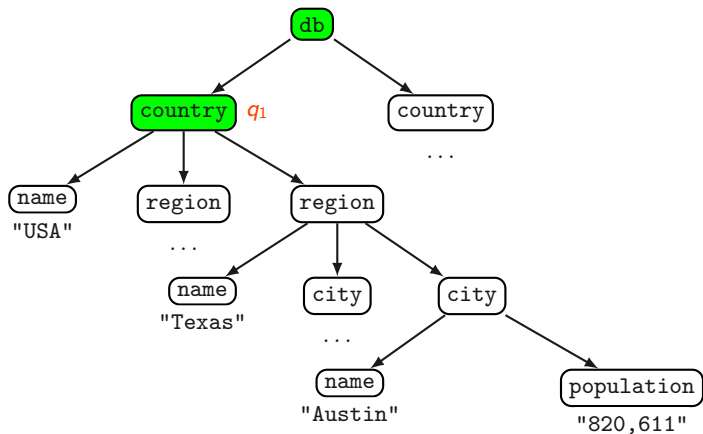 db
country q1 country
...
name region region
"USA" ...
name city city
"Texas" ...
name population
"Austin" "820,611"